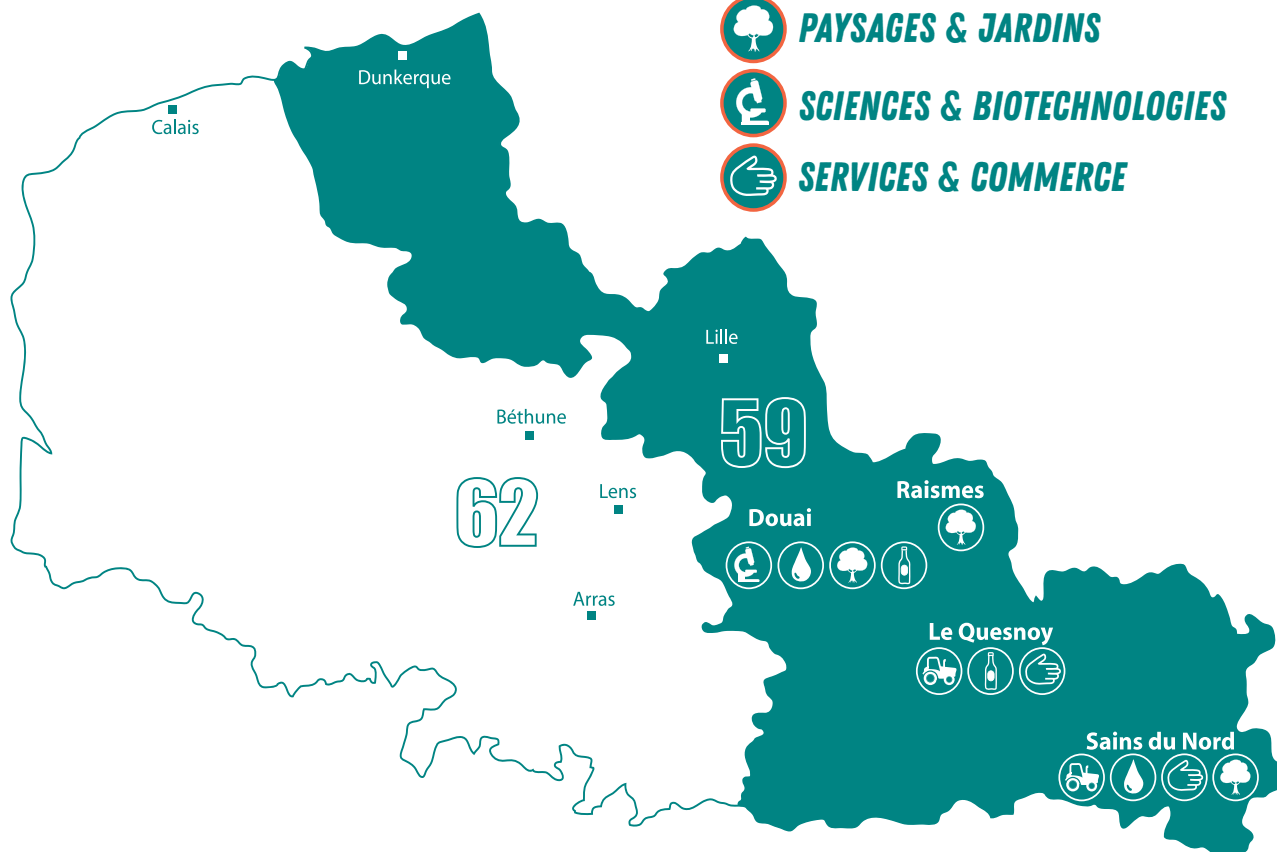 PAYSAGES & JARDINS
SCIENCES & BIOTECHNOLOGIES
SERVICES & COMMERCE
Dunkerque
Calais
Lille
59
Béthune
62
Lens
Raismes
Douai
Arras
Le Quesnoy
Sains du Nord